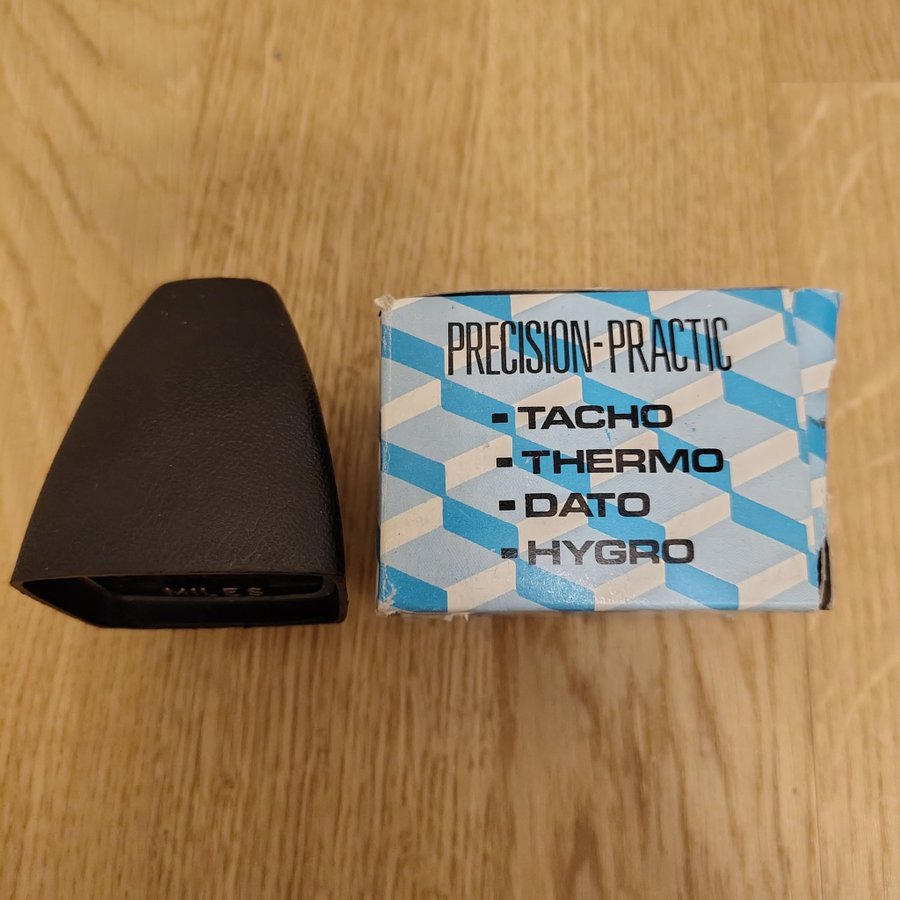 MILES
PRECISION-PRACTIC
- TACHO
- THERMO
- DATO
- HYGRO